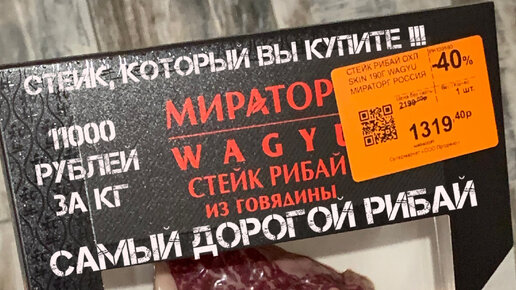 СТЕЙК, КОТОРЫЙ ВЫ КУПИТЕ !!!
11000
РУБЛЕЙ
ЗА КГ
МИРАТОРГ
WAGYU
СТЕЙК РИБАЙ
ИЗ ГОВЯДИНЫ
САМЫЙ ДОРОГОЙ РИБАЙ
СТЕЙК РИБАЙ ОХЛ
SKIN 190Г WAGYU
МИРАТОРГ РОССИЯ
-40%
1 шт.
1319 40р